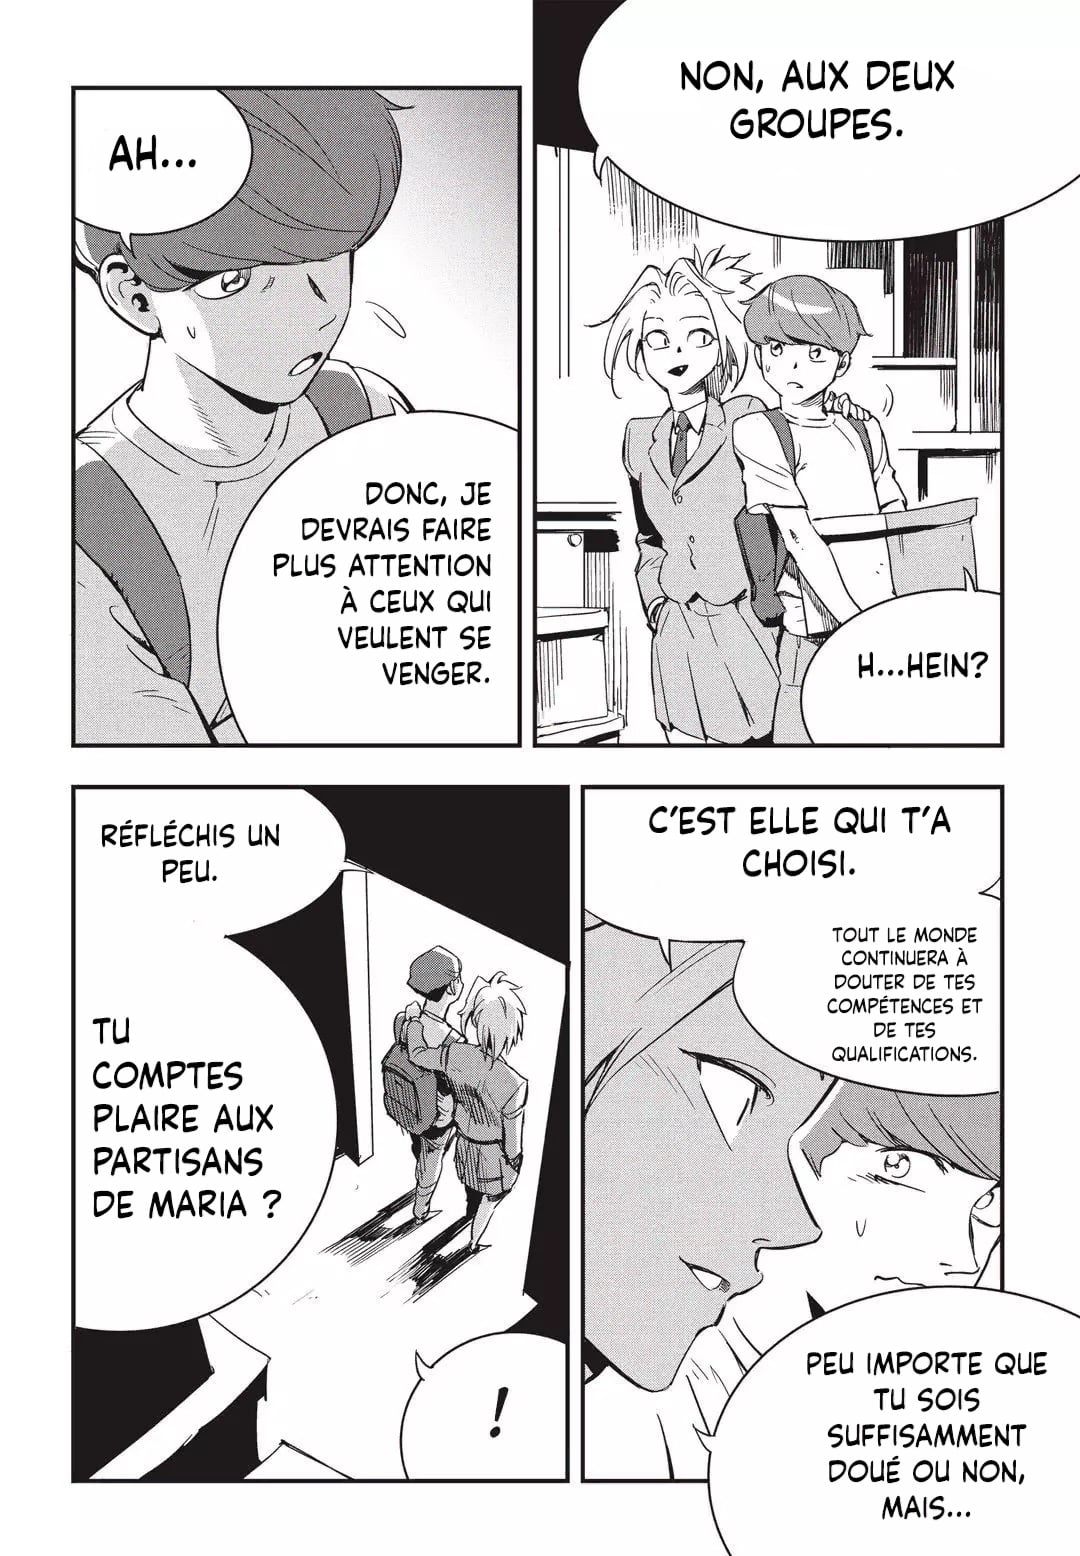 AH...
DONC, JE
DEVRAIS FAIRE
PLUS ATTENTION
À CEUX QUI
VEULENT SE
VENGER.
NON, AUX DEUX
GROUPES.
H...HEIN?
RÉFLÉCHIS UN
PEU.
TU
COMPTES
PLAIRE AUX
PARTISANS
DE MARIA ?
!
C'EST ELLE QUI T'A
CHOISI.
TOUT LE MONDE
CONTINUERA À
DOUTER DE TES
COMPÉTENCES ET
DE TES
QUALIFICATIONS.
PEU IMPORTE QUE
TU SOIS
SUFFISAMMENT
DOUÉ OU NON,
MAIS...